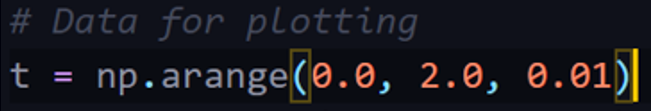 # Data for plotting
t = np.arange(0.0, 2.0, 0.01)